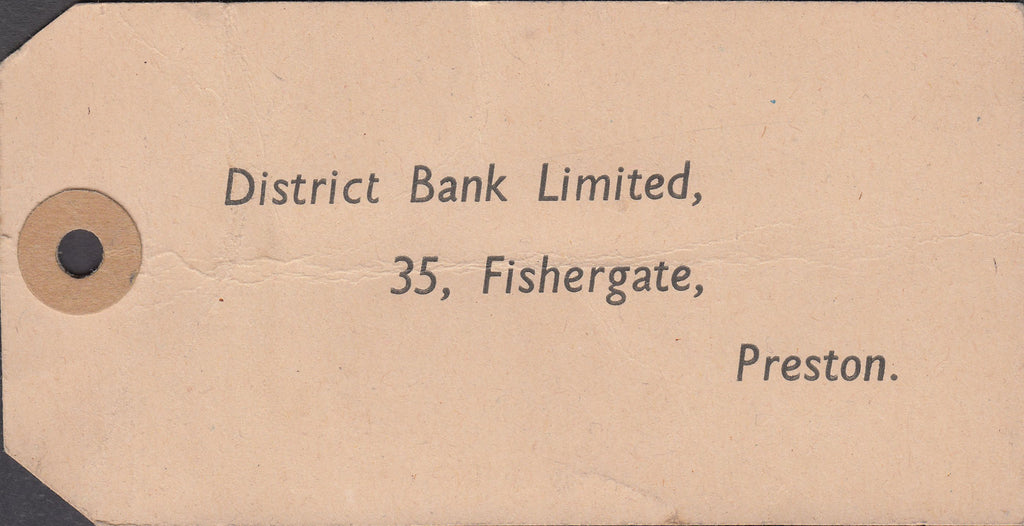 District Bank Limited,
35, Fishergate,
Preston.